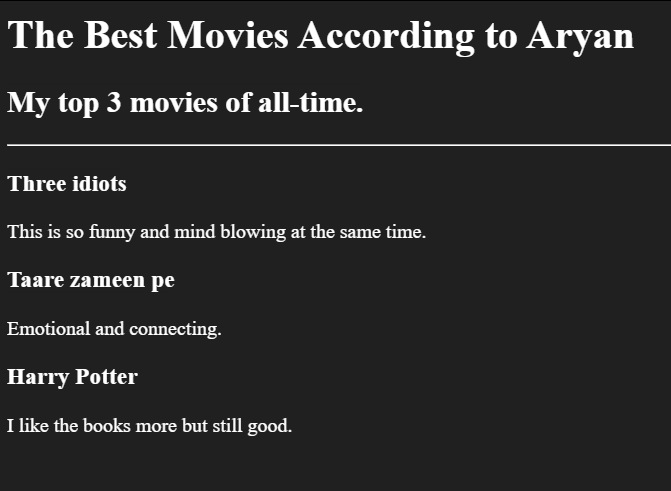 The Best Movies According to Aryan
My top 3 movies of all-time.
Three idiots
This is so funny and mind blowing at the same time.
Taare zameen pe
Emotional and connecting.
Harry Potter
I like the books more but still good.